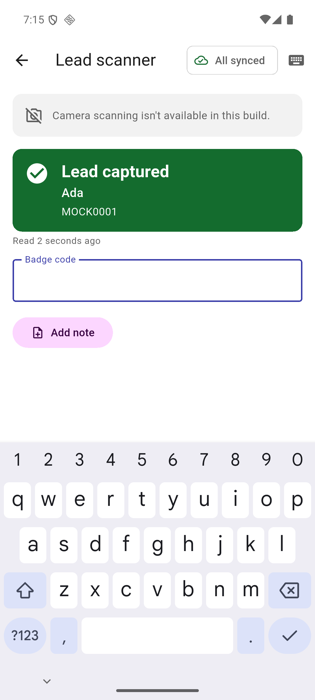 7:15
Lead scanner
All synced
Camera scanning isn't available in this build.
Lead captured
Ada
MOCK0001
Read 2 seconds ago
Badge code
Add note
1 2 3 4 5 6 7 8 9 0
q w e r t y u i o p
a s d f g h j k l
z x c v b n m
?123 , .